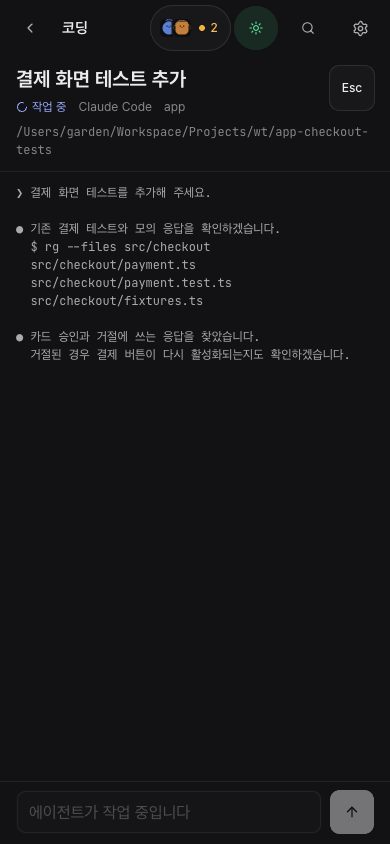 코딩
2
결제 화면 테스트 추가
Esc
작업 중 Claude Code app
/Users/garden/Workspace/Projects/wt/app-checkout-
tests
❯ 결제 화면 테스트를 추가해 주세요.
● 기존 결제 테스트와 모의 응답을 확인하겠습니다.
$ rg --files src/checkout
src/checkout/payment.ts
src/checkout/payment.test.ts
src/checkout/fixtures.ts
● 카드 승인과 거절에 쓰는 응답을 찾았습니다.
거절된 경우 결제 버튼이 다시 활성화되는지도 확인하겠습니다.
에이전트가 작업 중입니다